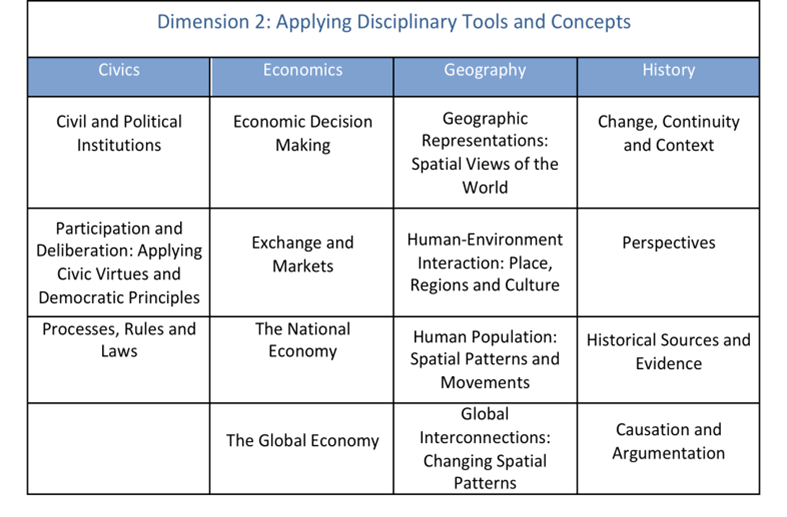 Dimension 2: Applying Disciplinary Tools and Concepts
Civics
Economics
Geography
History
Civil and Political
Institutions
Economic Decision
Making
Geographic
Representations:
Spatial Views of the
World
Change, Continuity
and Context
Participation and
Deliberation: Applying
Civic Virtues and
Democratic Principles
Exchange and
Markets
Human-Environment
Interaction: Place,
Regions and Culture
Perspectives
Processes, Rules and
Laws
The National
Economy
Human Population:
Spatial Patterns and
Movements
Historical Sources and
Evidence
The Global Economy
Global
Interconnections:
Changing Spatial
Patterns
Causation and
Argumentation